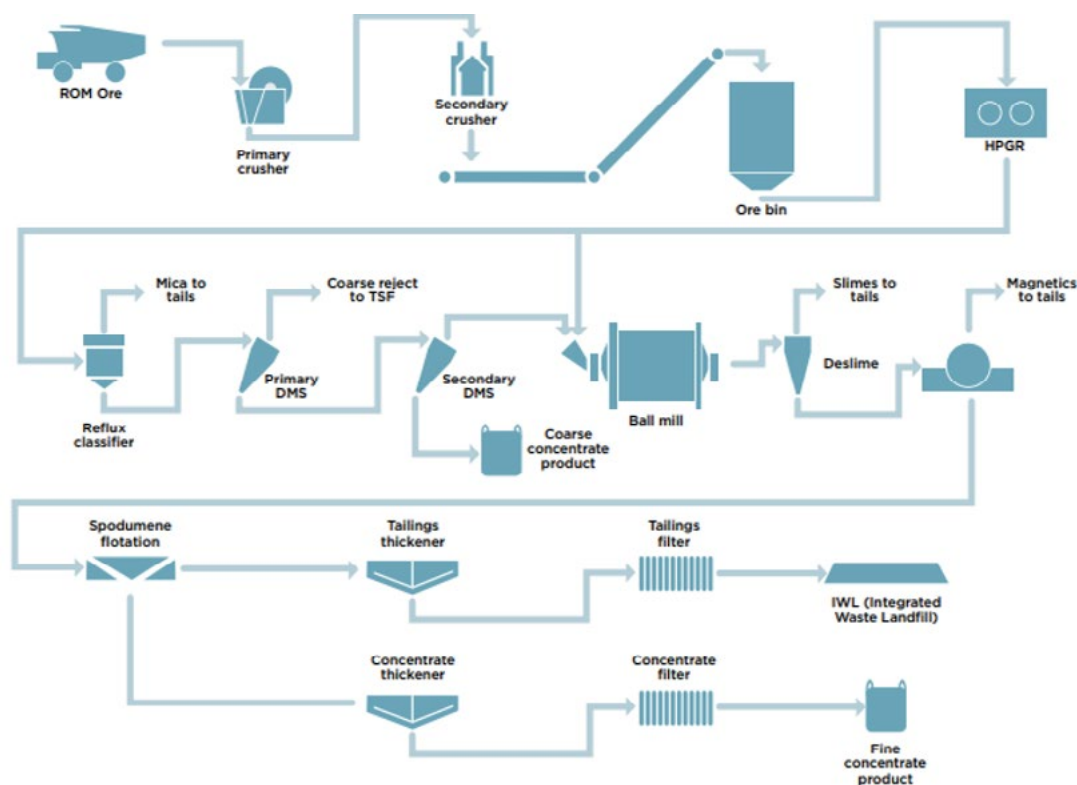 ROM Ore
Primary
crusher
Secondary
crusher
Ore bin
HPGR
Mica to
tails
Coarse reject
to TSF
Slimes to
tails
Magnetics
to tails
Reflux
classifier
Primary
DMS
Secondary
DMS
Coarse
concentrate
product
Ball mill
Deslime
Spodumene
flotation
Tailings
thickener
Tailings
filter
IWL (Integrated
Waste Landfill)
Concentrate
thickener
Concentrate
filter
Fine
concentrate
product